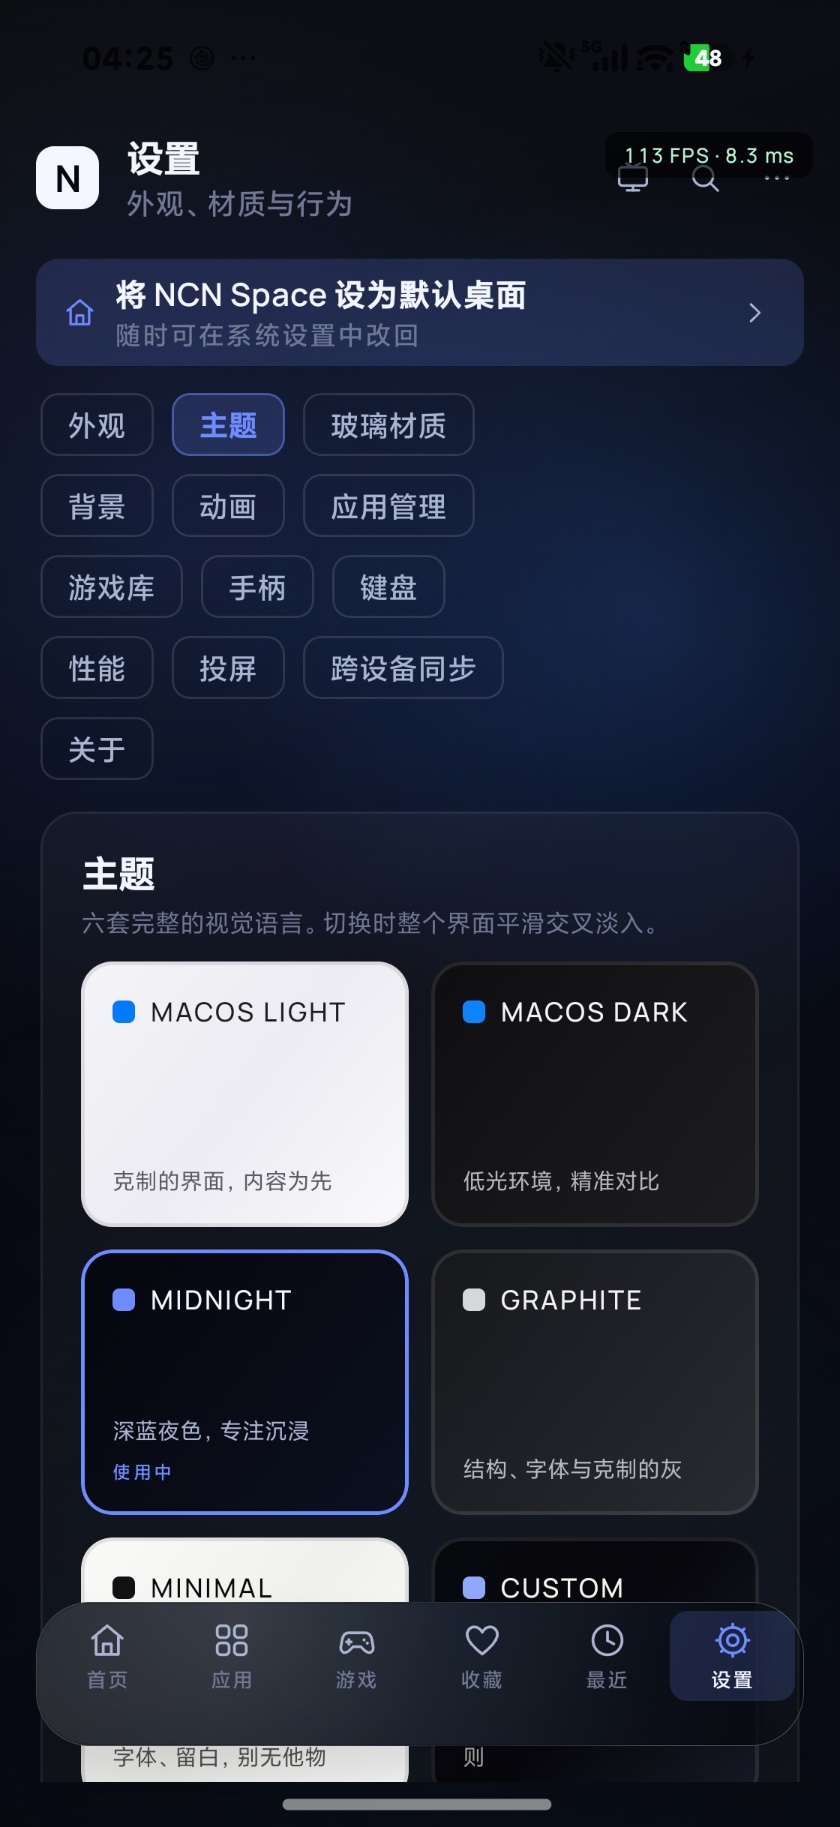 04:25 ...
5G 6 48
113 FPS · 8.3 ms
N
设置
外观、材质与行为
将 NCN Space 设为默认桌面
随时可在系统设置中改回
外观 主题 玻璃材质
背景 动画 应用管理
游戏库 手柄 键盘
性能 投屏 跨设备同步
关于
主题
六套完整的视觉语言。切换时整个界面平滑交叉淡入。
MACOS LIGHT
克制的界面，内容为先
MACOS DARK
低光环境，精准对比
MIDNIGHT
深蓝夜色，专注沉浸
使用中
GRAPHITE
结构、字体与克制的灰
MINIMAL
CUSTOM
首页 应用 游戏 收藏 最近 设置
字体、留白，别无他物
则